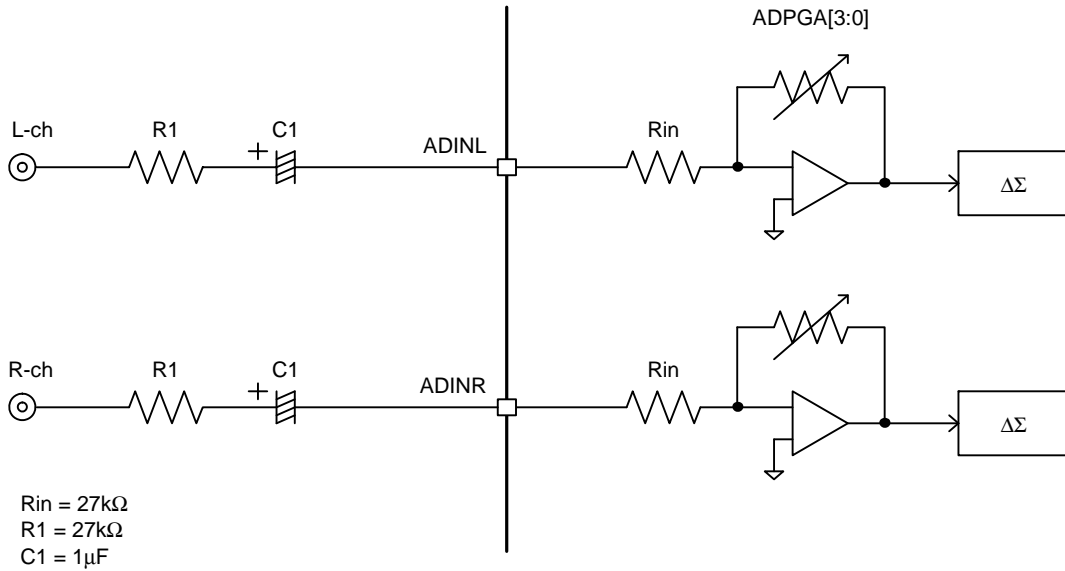 ADPGA[3:0]
L-ch R1 + C1 ADINL Rin
ΔΣ
R-ch R1 + C1 ADINR Rin
ΔΣ
Rin = 27kΩ
R1 = 27kΩ
C1 = 1μF